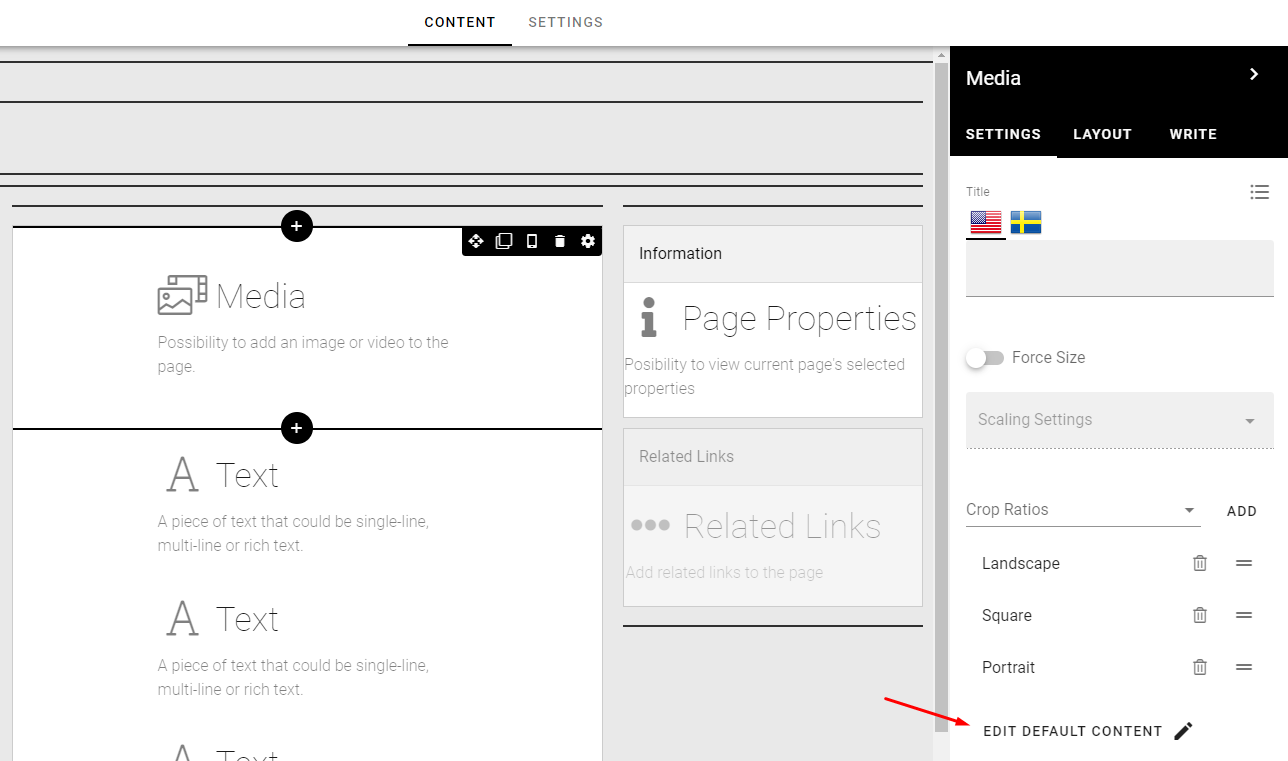 CONTENT SETTINGS
Media
SETTINGS LAYOUT WRITE
Title
Media
Possibility to add an image or video to the
page.
Text
A piece of text that could be single-line,
multi-line or rich text.
Text
A piece of text that could be single-line,
multi-line or rich text.
Text
Information
Page Properties
Posibility to view current page's selected
properties
Related Links
Related Links
Add related links to the page
Force Size
Scaling Settings
Crop Ratios ADD
Landscape
Square
Portrait
EDIT DEFAULT CONTENT